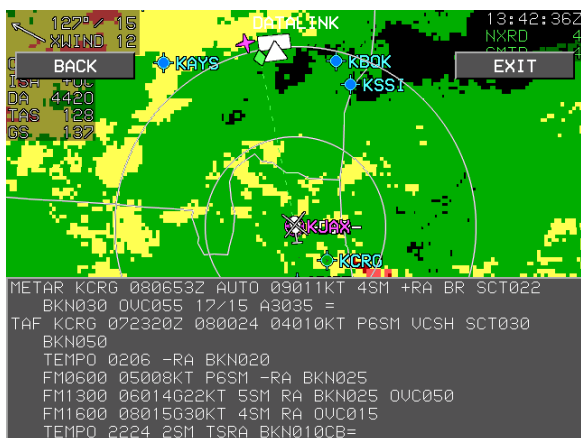 127°/ 15
DATALINK
13:42:36Z
XWIND 12
NXRD 4
BACK
KAYS
KBOK
EXIT
KSSI
DA 4420
TAS 128
GS 137
KJAX
KCRG
METAR KCRG 080653Z AUTO 09011KT 4SM +RA BR SCT022
BKN030 OVC055 17/15 A3035 =
TAF KCRG 072320Z 080024 04010KT P6SM VCSH SCT030
BKN050
TEMPO 0206 -RA BKN020
FM0600 05008KT P6SM -RA BKN025
FM1300 06014G22KT 5SM RA BKN025 OVC050
FM1600 08015G30KT 4SM RA OVC015
TEMPO 2224 2SM TSRA BKN010CB=